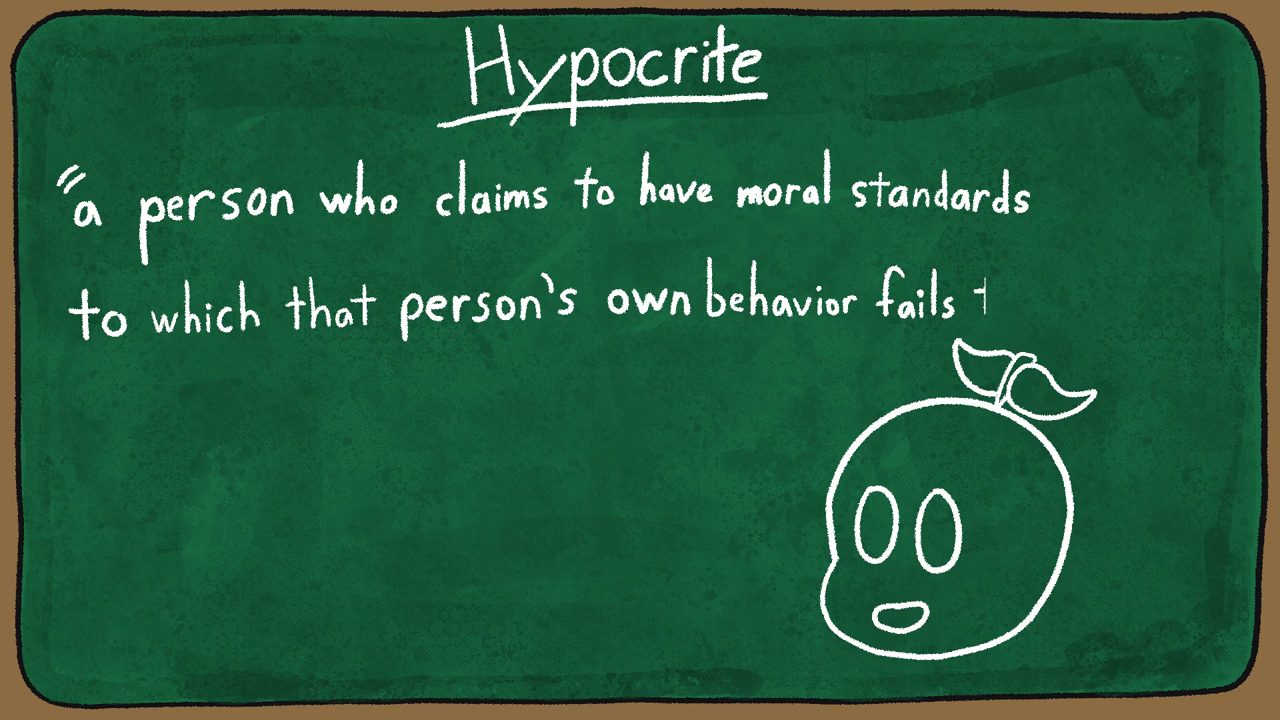 Hypocrite
"a person who claims to have moral standards
to which that person's own behavior fails